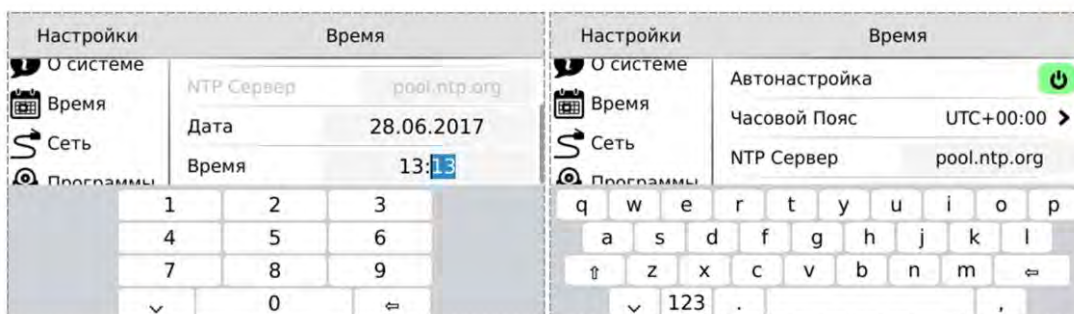 Настройки
Время
О системе
Время
Сеть
Программы
NTP Сервер pool.ntp.org
Дата 28.06.2017
Время 13:13
1 2 3
4 5 6
7 8 9
0
Настройки
Время
О системе
Время
Сеть
Программы
Автонастройка
Часовой Пояс UTC+00:00 >
NTP Сервер pool.ntp.org
q w e r t y u i o p
a s d f g h j k l
⇧ z x c v b n m ⇦
123 . ,